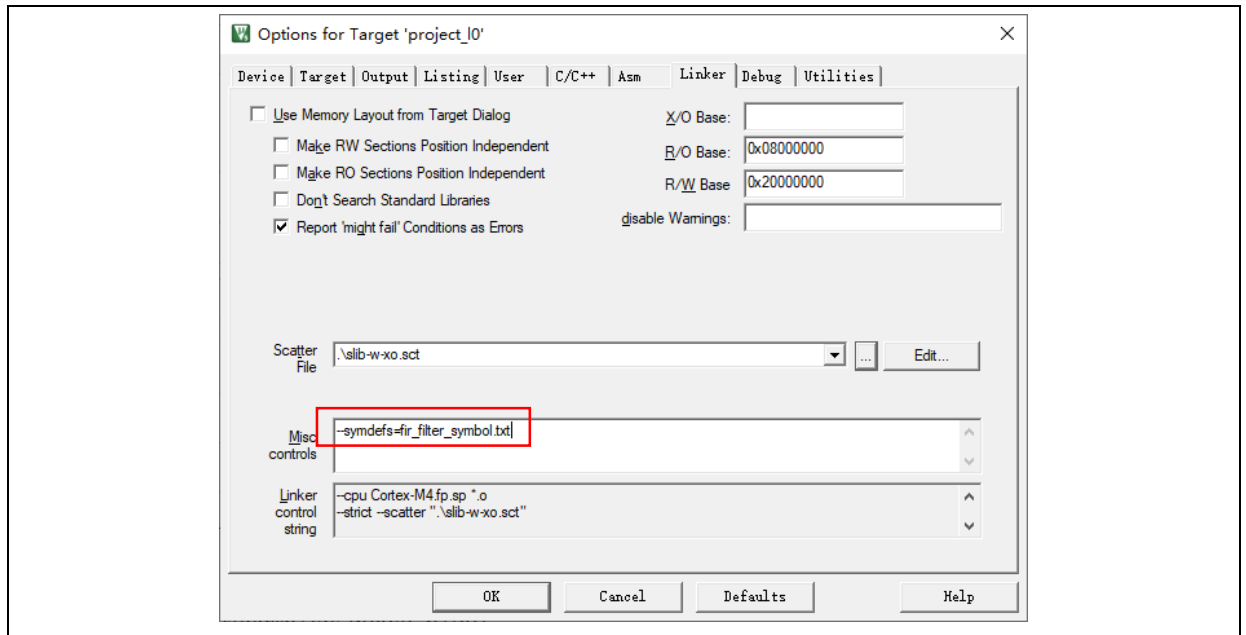 Options for Target 'project_l0'
Device Target Output Listing User C/C++ Asm Linker Debug Utilities
Use Memory Layout from Target Dialog
Make RW Sections Position Independent
Make RO Sections Position Independent
Don't Search Standard Libraries
Report 'might fail' Conditions as Errors
X/O Base:
R/O Base: 0x08000000
R/W Base 0x20000000
disable Warnings:
Scatter File .\slib-w-xo.sct ... Edit...
Misc controls --symdefs=fir_filter_symbol.txt
Linker control string --cpu Cortex-M4.fp.sp *.o
--strict --scatter ".\slib-w-xo.sct"
OK Cancel Defaults Help